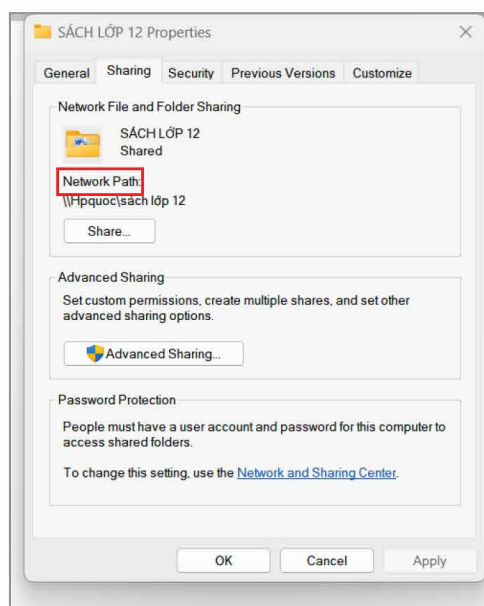 SÁCH LỚP 12 Properties
General Sharing Security Previous Versions Customize
Network File and Folder Sharing
SÁCH LỚP 12
Shared
Network Path:
\\Hpquoc\sách lớp 12
Share...
Advanced Sharing
Set custom permissions, create multiple shares, and set other
advanced sharing options.
Advanced Sharing...
Password Protection
People must have a user account and password for this computer to
access shared folders.
To change this setting, use the Network and Sharing Center.
OK Cancel Apply